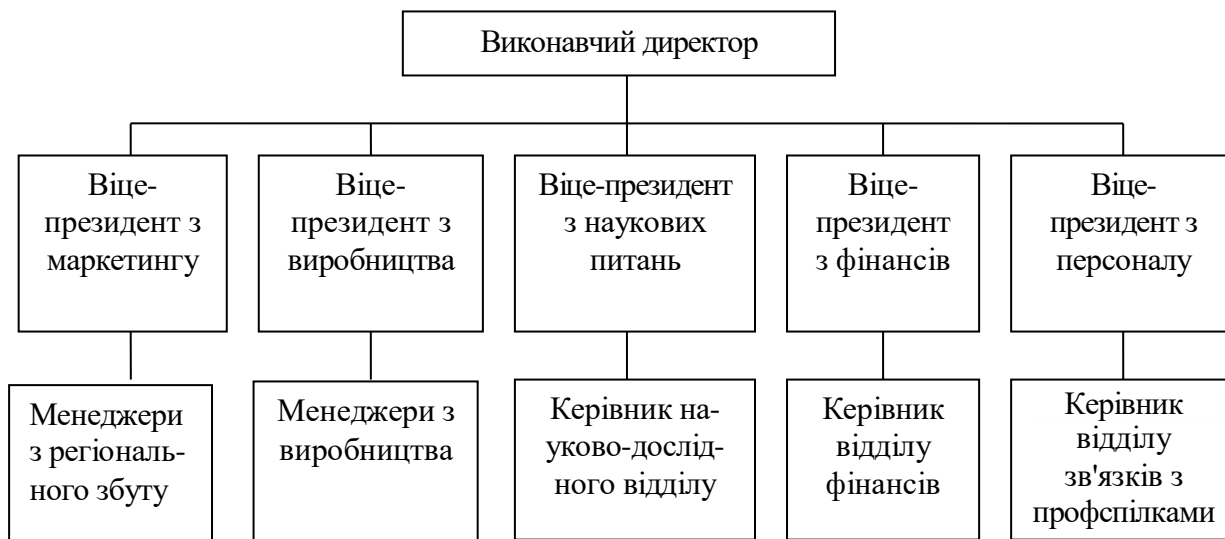 Виконавчий директор
Віце-
президент з
маркетингу
Віце-
президент з
виробництва
Віце-президент
з наукових
питань
Віце-
президент
з фінансів
Віце-
президент з
персоналу
Менеджери
з регіональ-
ного збуту
Менеджери з
виробництва
Керівник на-
уково-дослід-
ного відділу
Керівник
відділу
фінансів
Керівник
відділу
зв'язків з
профспілками